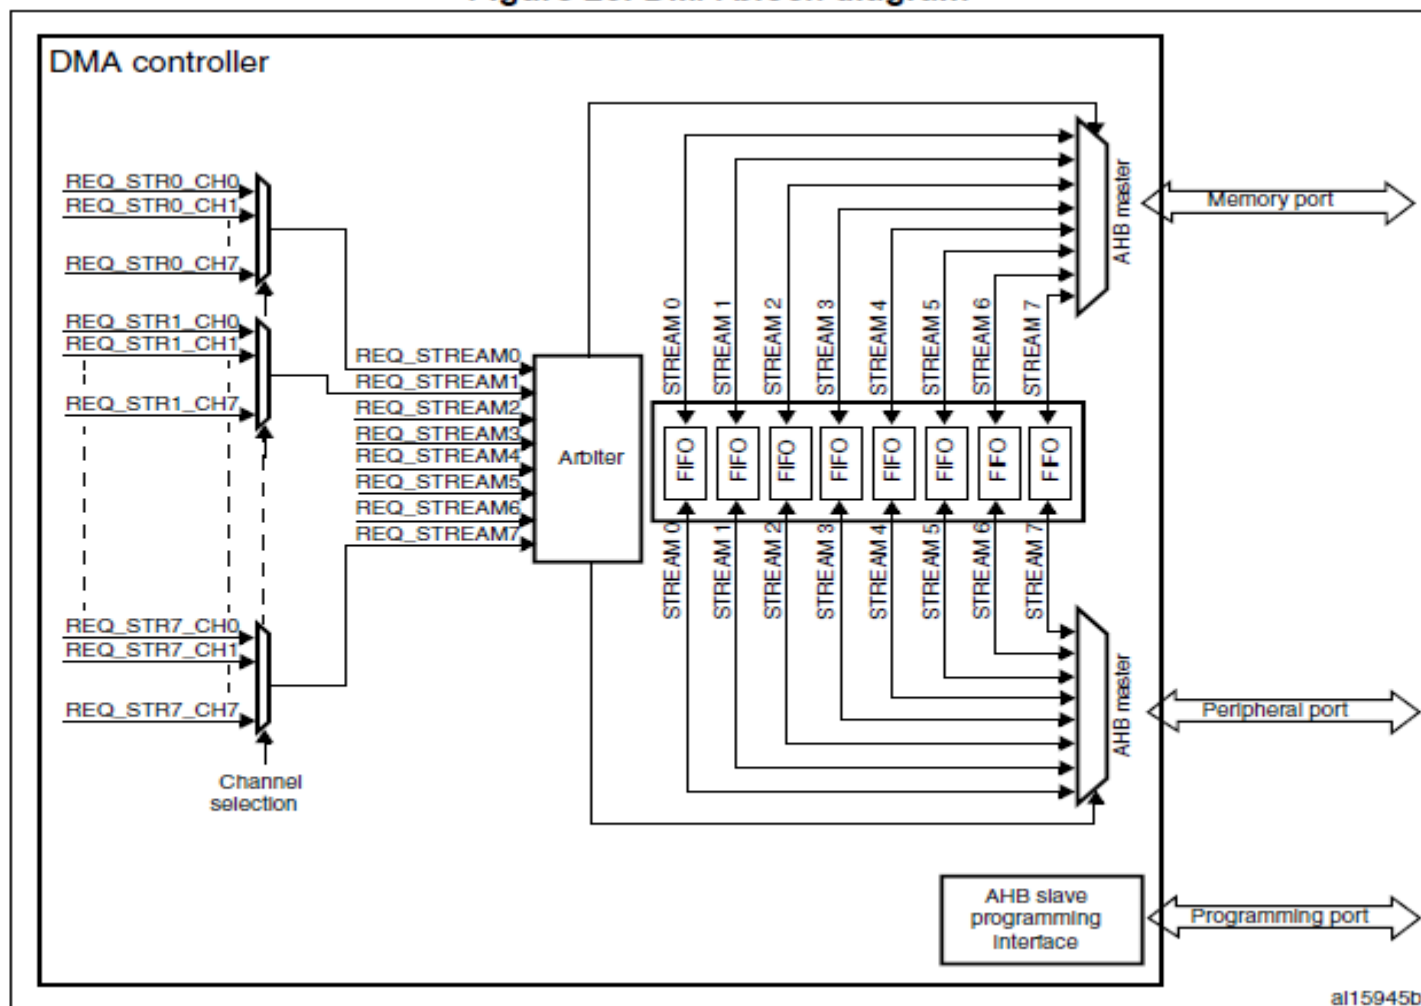 DMA controller
REQ_STR0_CH0
REQ_STR0_CH1
REQ_STR0_CH7
REQ_STR1_CH0
REQ_STR1_CH1
REQ_STR1_CH7
REQ_STR7_CH0
REQ_STR7_CH1
REQ_STR7_CH7
Channel
selection
REQ_STREAM0
REQ_STREAM1
REQ_STREAM2
REQ_STREAM3
REQ_STREAM4
REQ_STREAM5
REQ_STREAM6
REQ_STREAM7
Arbiter
STREAM 0
STREAM 1
STREAM 2
STREAM 3
STREAM 4
STREAM 5
STREAM 6
STREAM 7
FIFO
FIFO
FIFO
FIFO
FIFO
FIFO
FIFO
FIFO
STREAM 0
STREAM 1
STREAM 2
STREAM 3
STREAM 4
STREAM 5
STREAM 6
STREAM 7
AHB master
Memory port
AHB master
Peripheral port
AHB slave
programming
interface
Programming port
ai15945b